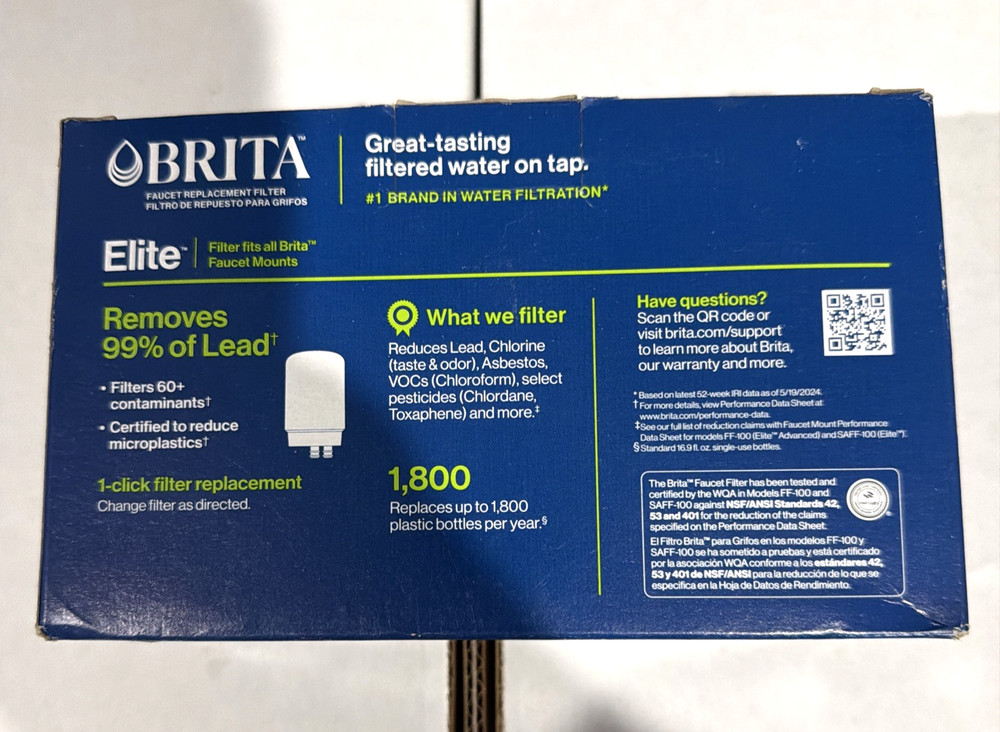 BRITA™
FAUCET REPLACEMENT FILTER
FILTRO DE REPUESTO PARA GRIFOS
Great-tasting
filtered water on tap.
#1 BRAND IN WATER FILTRATION*
Elite™
Filter fits all Brita™
Faucet Mounts
Removes
99% of Lead†
• Filters 60+
contaminants†
• Certified to reduce
microplastics†
1-click filter replacement
Change filter as directed.
What we filter
Reduces Lead, Chlorine
(taste & odor), Asbestos,
VOCs (Chloroform), select
pesticides (Chlordane,
Toxaphene) and more.‡
1,800
Replaces up to 1,800
plastic bottles per year.§
Have questions?
Scan the QR code or
visit brita.com/support
to learn more about Brita,
our warranty and more.
* Based on latest 52-week IRI data as of 5/19/2024.
† For more details, view Performance Data Sheet at
www.brita.com/performance-data.
‡See our full list of reduction claims with Faucet Mount Performance
Data Sheet for models FF-100 (Elite™ Advanced) and SAFF-100 (Elite™).
§ Standard 16.9 fl. oz. single-use bottles.
The Brita™ Faucet Filter has been tested and
certified by the WQA in Models FF-100 and
SAFF-100 against NSF/ANSI Standards 42,
53 and 401 for the reduction of the claims
specified on the Performance Data Sheet.
El Filtro Brita™ para Grifos en los modelos FF-100 y
SAFF-100 se ha sometido a pruebas y está certificado
por la asociación WQA conforme a los estándares 42,
53 y 401 de NSF/ANSI para la reducción de lo que se
especifica en la Hoja de Datos de Rendimiento.